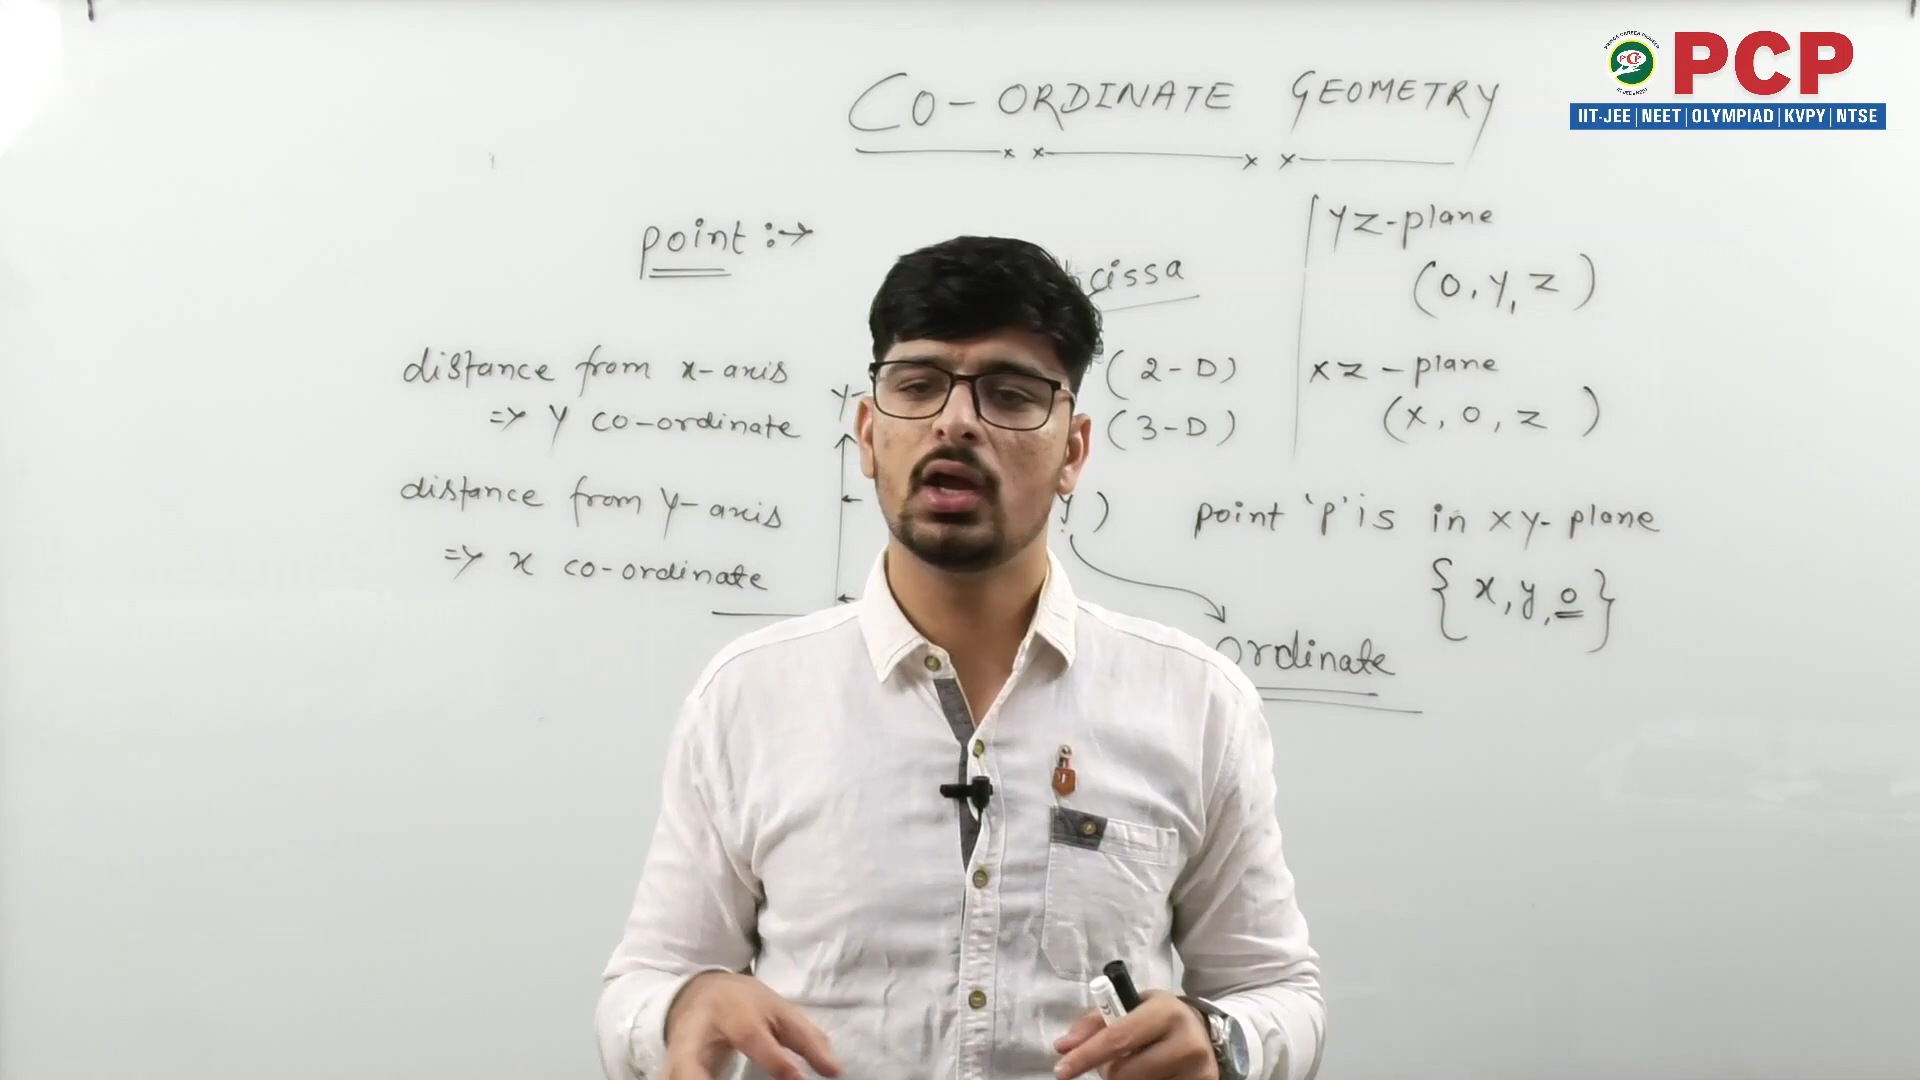 PCP
IIT-JEE | NEET | OLYMPIAD | KVPY | NTSE
CO-ORDINATE GEOMETRY
point :→
distance from x-axis
=> Y co-ordinate
distance from Y-axis
=> x co-ordinate
cissa
(2-D)
(3-D)
Y-
y )
ordinate
YZ-plane
(0, Y, Z)
XZ-plane
(X, 0, Z )
point 'p' is in XY-plane
{ x, y, 0 }